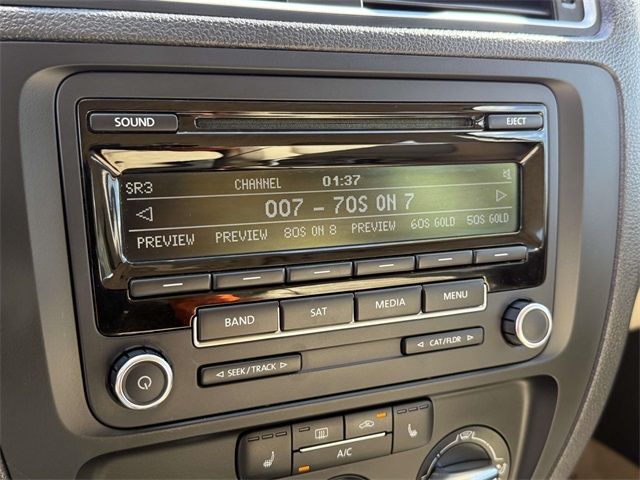 SOUND EJECT
SR3 CHANNEL 01:37
007 - 70S ON 7
PREVIEW PREVIEW 80S ON 8 PREVIEW 60S GOLD 50S GOLD
BAND SAT MEDIA MENU
SEEK/TRACK CAT/FLDR
A/C